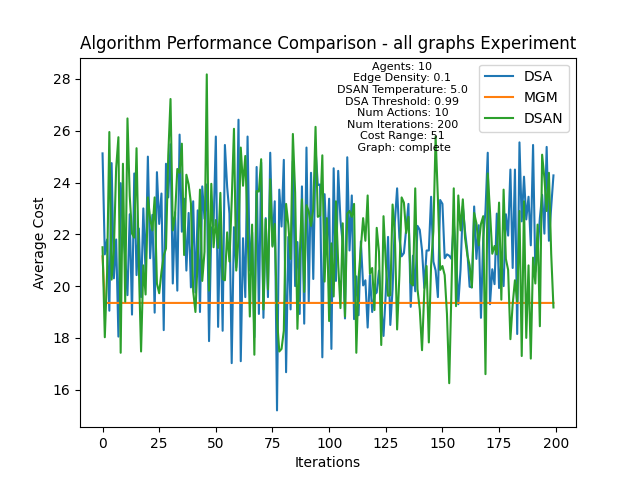 Algorithm Performance Comparison - all graphs Experiment
Agents: 10
Edge Density: 0.1
DSAN Temperature: 5.0
DSA Threshold: 0.99
Num Actions: 10
Num Iterations: 200
Cost Range: 51
Graph: complete
DSA
MGM
DSAN
Average Cost
28
26
24
22
20
18
16
0
25
50
75
100
125
150
175
200
Iterations